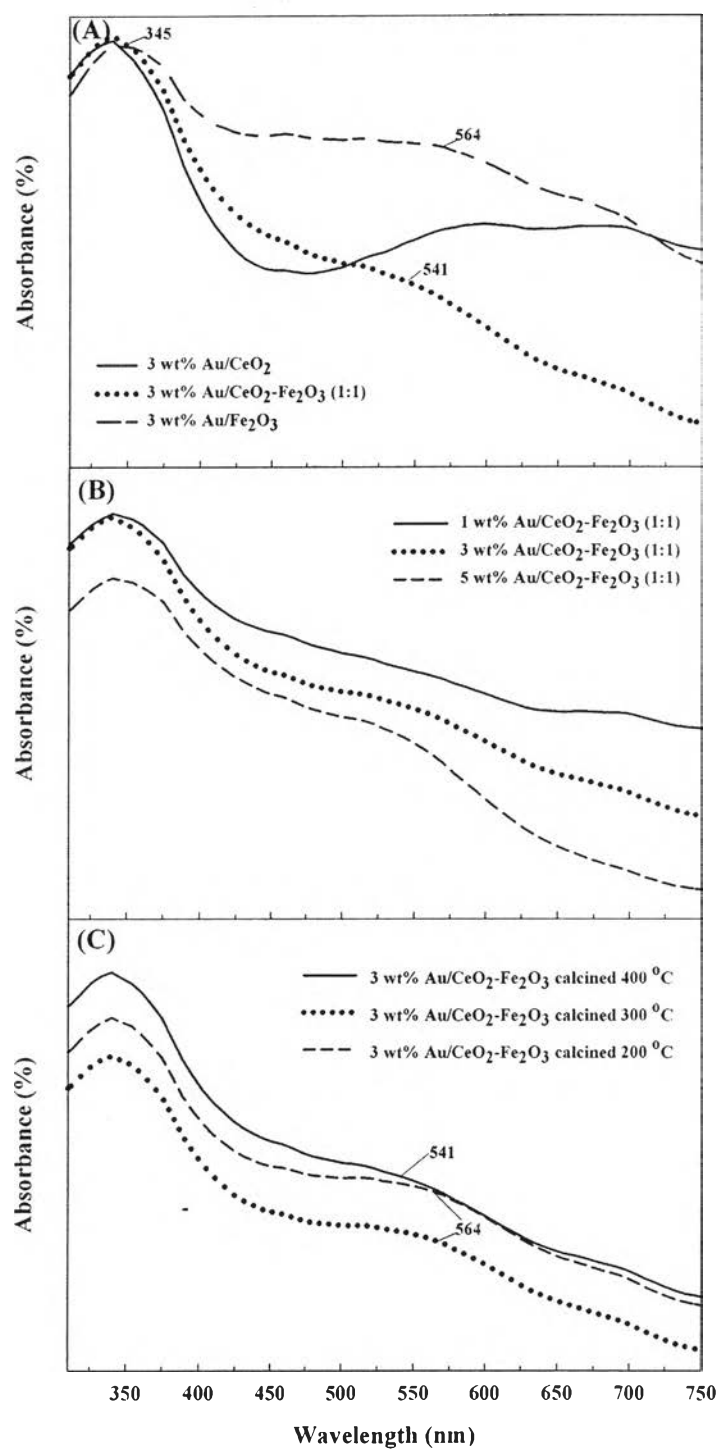 (A)
345
564
541
Absorbance (%)
3 wt% Au/CeO₂
3 wt% Au/CeO₂-Fe₂O₃ (1:1)
3 wt% Au/Fe₂O₃
(B)
1 wt% Au/CeO₂-Fe₂O₃ (1:1)
3 wt% Au/CeO₂-Fe₂O₃ (1:1)
5 wt% Au/CeO₂-Fe₂O₃ (1:1)
Absorbance (%)
(C)
3 wt% Au/CeO₂-Fe₂O₃ calcined 400 ⁰C
3 wt% Au/CeO₂-Fe₂O₃ calcined 300 ⁰C
3 wt% Au/CeO₂-Fe₂O₃ calcined 200 ⁰C
541
564
Absorbance (%)
350 400 450 500 550 600 650 700 750
Wavelength (nm)